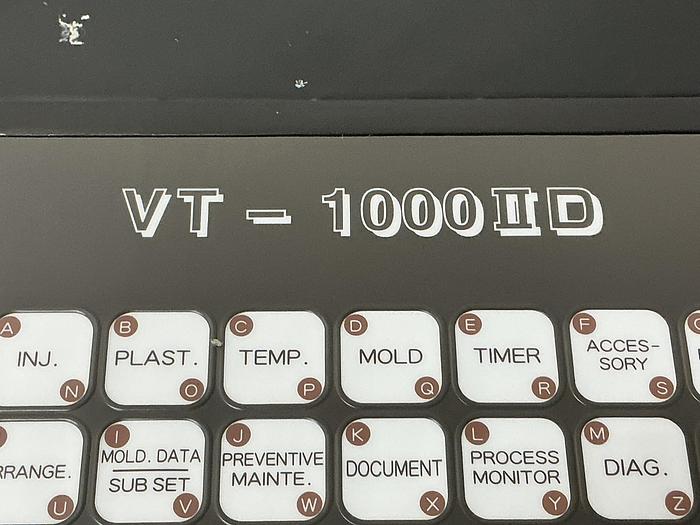 VT-1000ⅡD
A B C D E F
INJ. PLAST. TEMP. MOLD TIMER ACCES-
SORY
N O P Q R S
I J K L M
RRANGE. MOLD. DATA PREVENTIVE DOCUMENT PROCESS DIAG.
SUB SET MAINTE. MONITOR
U V W X Y Z